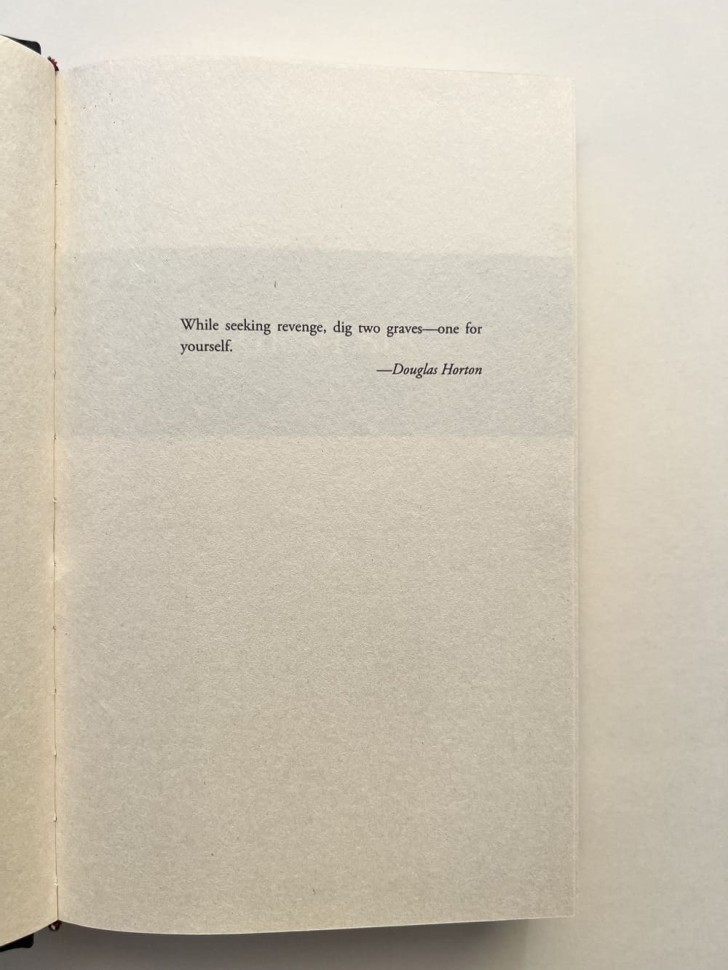 While seeking revenge, dig two graves—one for
yourself.
—Douglas Horton